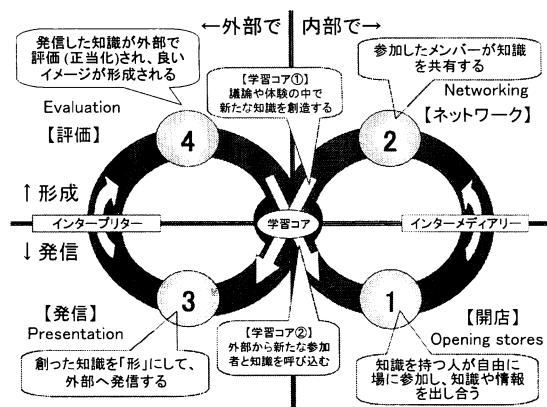 ←外部で
内部で→
発信した知識が外部で
評価(正当化)され、良い
イメージが形成される
【学習コア①】
議論や体験の中で
新たな知識を創造する
参加したメンバーが知識
を共有する
Evaluation
【評価】
4
2
Networking
【ネットワーク】
↑形成
インタープリター
学習コア
インターメディアリー
↓発信
【発信】
Presentation
3
1
【開店】
Opening stores
【学習コア②】
外部から新たな参加
者と知識を呼び込む
創った知識を「形」にして、
外部へ発信する
知識を持つ人が自由に
場に参加し、知識や情報
を出し合う